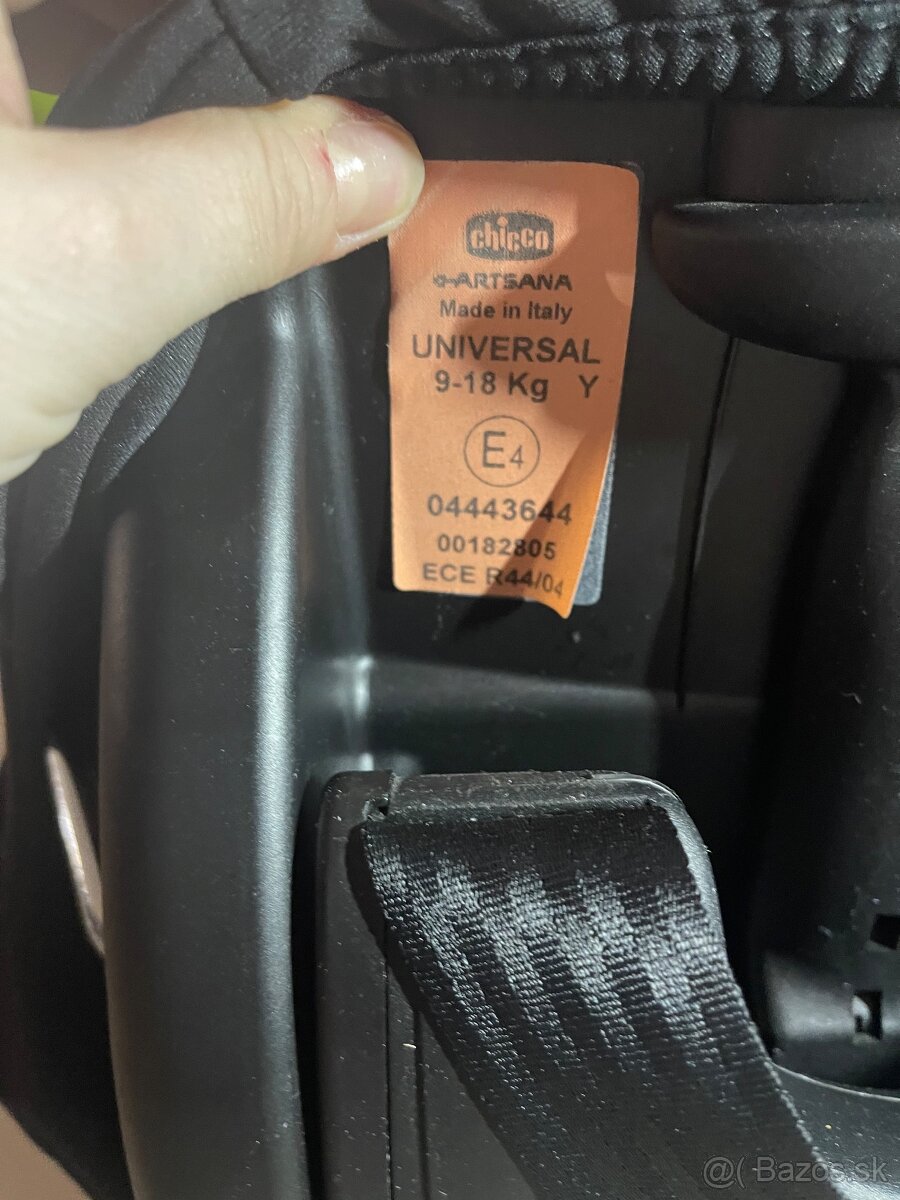 chicco
ARTSANA
Made in Italy
UNIVERSAL
9-18 Kg Y
E4
04443644
00182805
ECE R44/04
@( Bazos.sk